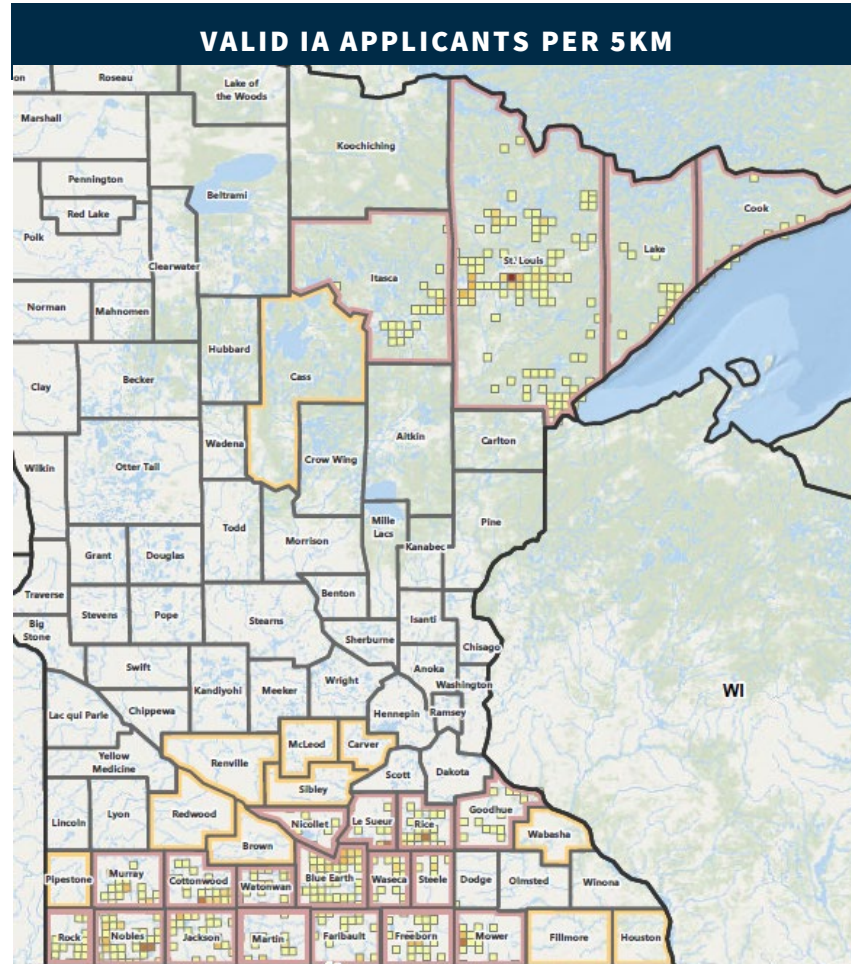 VALID IA APPLICANTS PER 5KM
on
Roseau
Lake of
the Woods
Marshall
Koochiching
Pennington
Beltrami
Red Lake
Cook
Polk
Lake
Clearwater
St. Louis
Itasca
Norman
Mahnomen
Hubbard
Cass
Becker
Clay
Aitkin
Carlton
Wadena
Crow Wing
Otter Tail
Wilkin
Todd
Mille
Lacs
Pine
Morrison
Kanabec
Grant
Douglas
Benton
Traverse
Stevens
Pope
Stearns
Isanti
Big
Stone
Sherburne
Chisago
Swift
Anoka
Wright
Washington
Kandiyohi
Meeker
WI
Chippewa
Lac qui Parle
Hennepin
Ramsey
McLeod
Carver
Yellow
Medicine
Renville
Scott
Dakota
Sibley
Lyon
Redwood
Goodhue
Lincoln
Nicollet
Le Sueur
Rice
Wabasha
Brown
Pipestone
Murray
Cottonwood
Watonwan
Blue Earth
Waseca
Steele
Dodge
Olmsted
Winona
Rock
Nobles
Jackson
Martin
Faribault
Freeborn
Mower
Fillmore
Houston